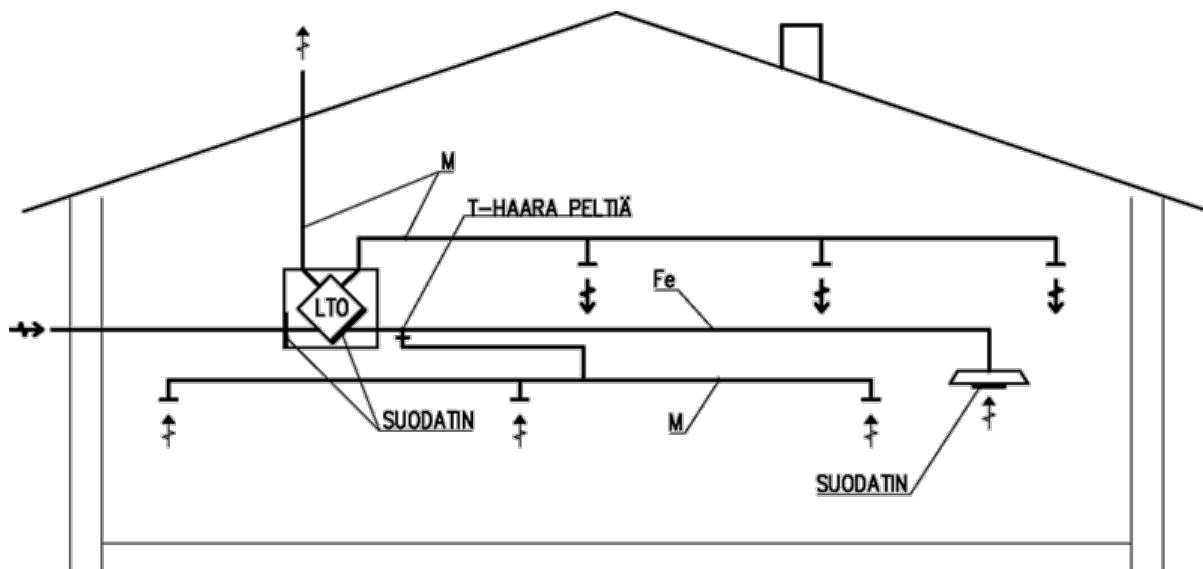 M
T-HAARA PELTIÄ
LTO
Fe
SUODATIN
M
SUODATIN